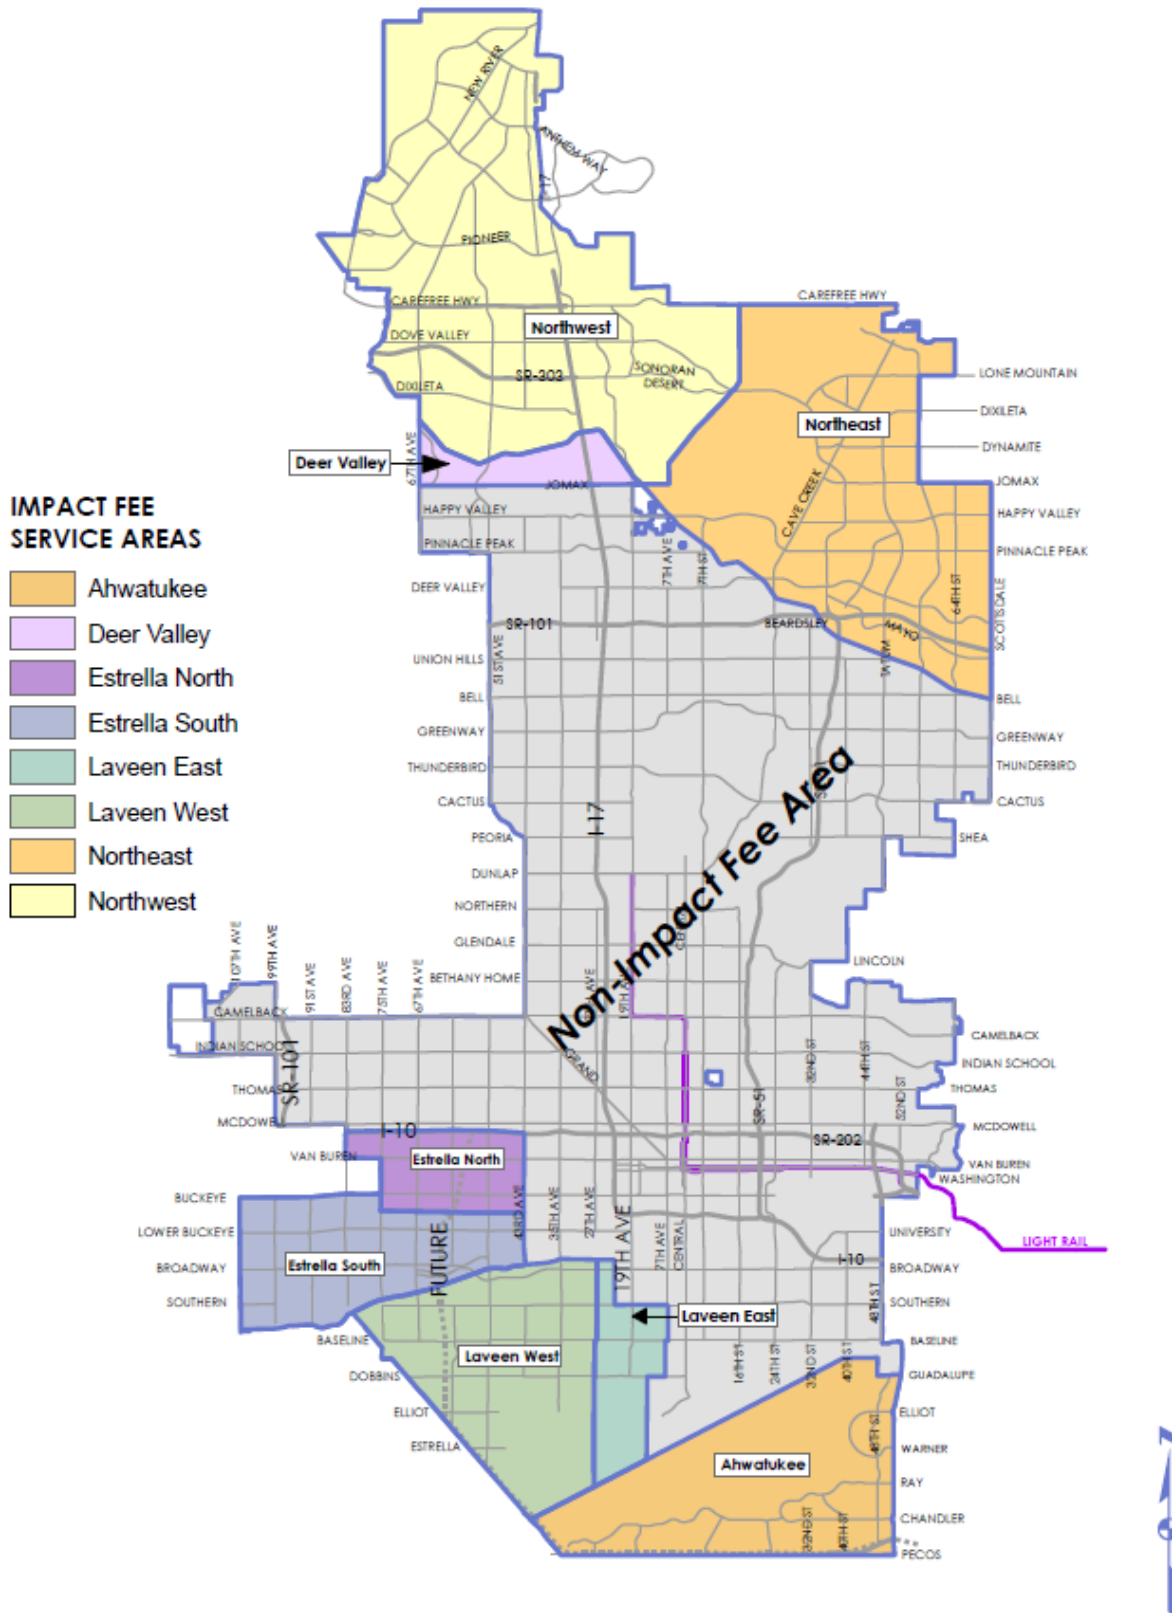 NEW RIVER
ANTHEM WAY
I-17
PIONEER
CAREFREE HWY
CAREFREE HWY
Northwest
DOVE VALLEY
SONORAN
DESERT
SR-303
LONE MOUNTAIN
DIXILETA
DIXILETA
Northeast
DYNAMITE
67TH AVE
Deer Valley
JOMAX
JOMAX
CAVE CREEK
IMPACT FEE
SERVICE AREAS
Ahwatukee
Deer Valley
Estrella North
Estrella South
Laveen East
Laveen West
Northeast
Northwest
HAPPY VALLEY
HAPPY VALLEY
PINNACLE PEAK
PINNACLE PEAK
7TH AVE
7TH ST
DEER VALLEY
64TH ST
SCOTTSDALE
SR-101
BEARDSLEY
MAYO
TATUM
51ST AVE
UNION HILLS
BELL
BELL
GREENWAY
GREENWAY
THUNDERBIRD
THUNDERBIRD
CACTUS
CACTUS
I-17
Non-Impact Fee Area
PEORIA
SHEA
DUNLAP
NORTHERN
GLENDALE
LINCOLN
BETHANY HOME
107TH AVE
99TH AVE
91ST AVE
83RD AVE
75TH AVE
67TH AVE
19TH AVE
CAMELBACK
CAMELBACK
INDIAN SCHOOL
INDIAN SCHOOL
GRAND
32ND ST
44TH ST
52ND ST
SR-101
THOMAS
THOMAS
SR-51
MCDOWELL
MCDOWELL
I-10
SR-202
VAN BUREN
VAN BUREN
Estrella North
WASHINGTON
BUCKEYE
43RD AVE
35TH AVE
27TH AVE
19TH AVE
7TH AVE
CENTRAL
LOWER BUCKEYE
UNIVERSITY
LIGHT RAIL
FUTURE
Estrella South
I-10
BROADWAY
BROADWAY
SOUTHERN
SOUTHERN
48TH ST
Laveen East
BASELINE
BASELINE
Laveen West
16TH ST
24TH ST
32ND ST
40TH ST
DOBBINS
GUADALUPE
ELLIOT
ELLIOT
48TH ST
ESTRELLA
WARNER
Ahwatukee
RAY
32ND ST
40TH ST
CHANDLER
PECOS